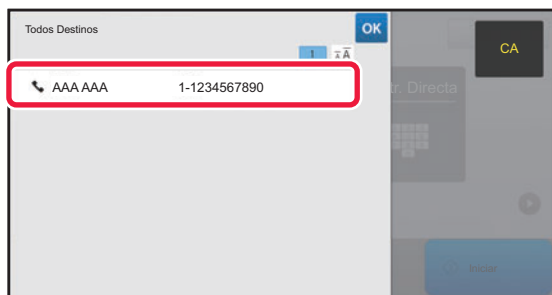 Todos Destinos
OK
CA
1
AAA AAA 1-1234567890
tr. Directa
Iniciar